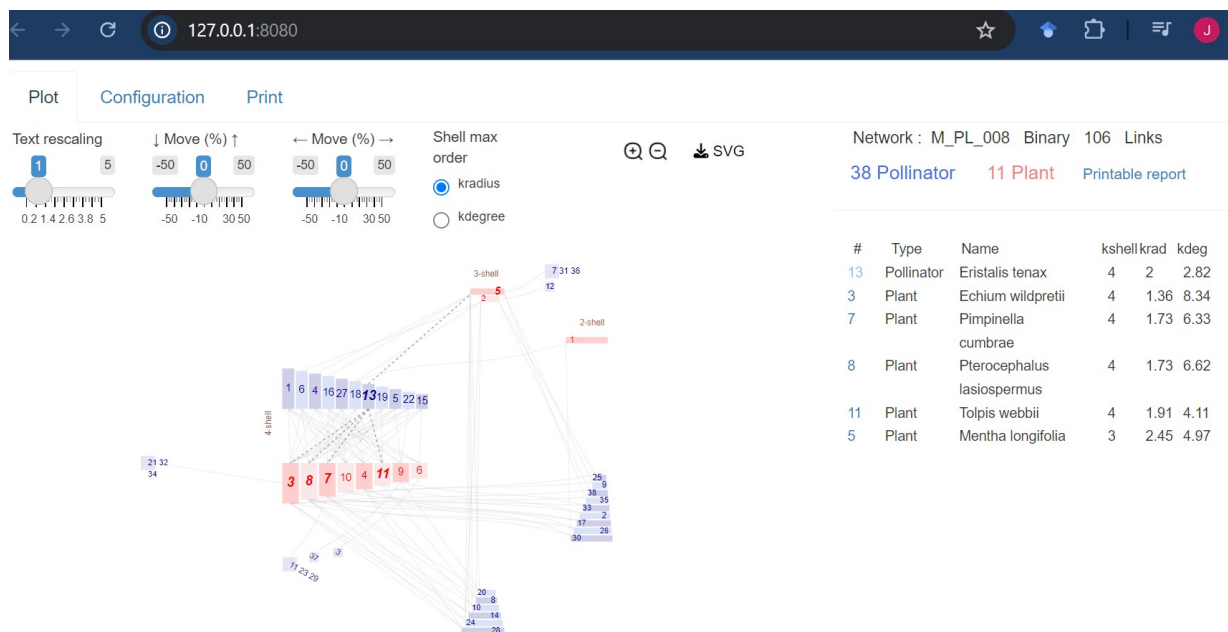 127.0.0.1:8080
J
Plot Configuration Print
Text rescaling
1 5
0.2 1.4 2.6 3.8 5
↓ Move (%) ↑
-50 0 50
-50 -10 30 50
← Move (%) →
-50 0 50
-50 -10 30 50
Shell max
order
kradius
kdegree
SVG
Network : M_PL_008 Binary 106 Links
38 Pollinator 11 Plant Printable report
# Type Name kshell krad kdeg
13 Pollinator Eristalis tenax 4 2 2.82
3 Plant Echium wildpretii 4 1.36 8.34
7 Plant Pimpinella
cumbrae
4 1.73 6.33
8 Plant Pterocephalus
lasiospermus
4 1.73 6.62
11 Plant Tolpis webbii 4 1.91 4.11
5 Plant Mentha longifolia 3 2.45 4.97
3-shell
5
2
7 31 36
12
2-shell
1
1 6 4 16 27 18 13 19 5 22 15
4-shell
3 8 7 10 4 11 9 6
21 32
34
25
9
38
35
33
2
17
26
30
11 23 29
37
3
20
8
10
14
24
28